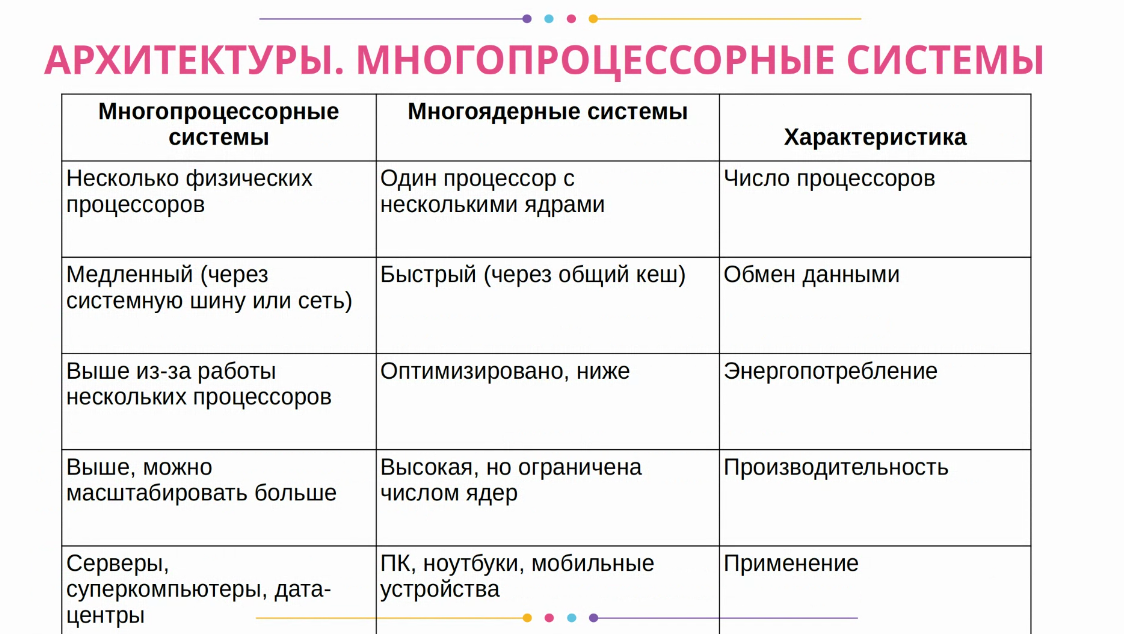 АРХИТЕКТУРЫ. МНОГОПРОЦЕССОРНЫЕ СИСТЕМЫ
Многопроцессорные
системы
Многоядерные системы
Характеристика
Несколько физических
процессоров
Один процессор с
несколькими ядрами
Число процессоров
Медленный (через
системную шину или сеть)
Быстрый (через общий кеш)
Обмен данными
Выше из-за работы
нескольких процессоров
Оптимизировано, ниже
Энергопотребление
Выше, можно
масштабировать больше
Высокая, но ограничена
числом ядер
Производительность
Серверы,
суперкомпьютеры, дата-
центры
ПК, ноутбуки, мобильные
устройства
Применение